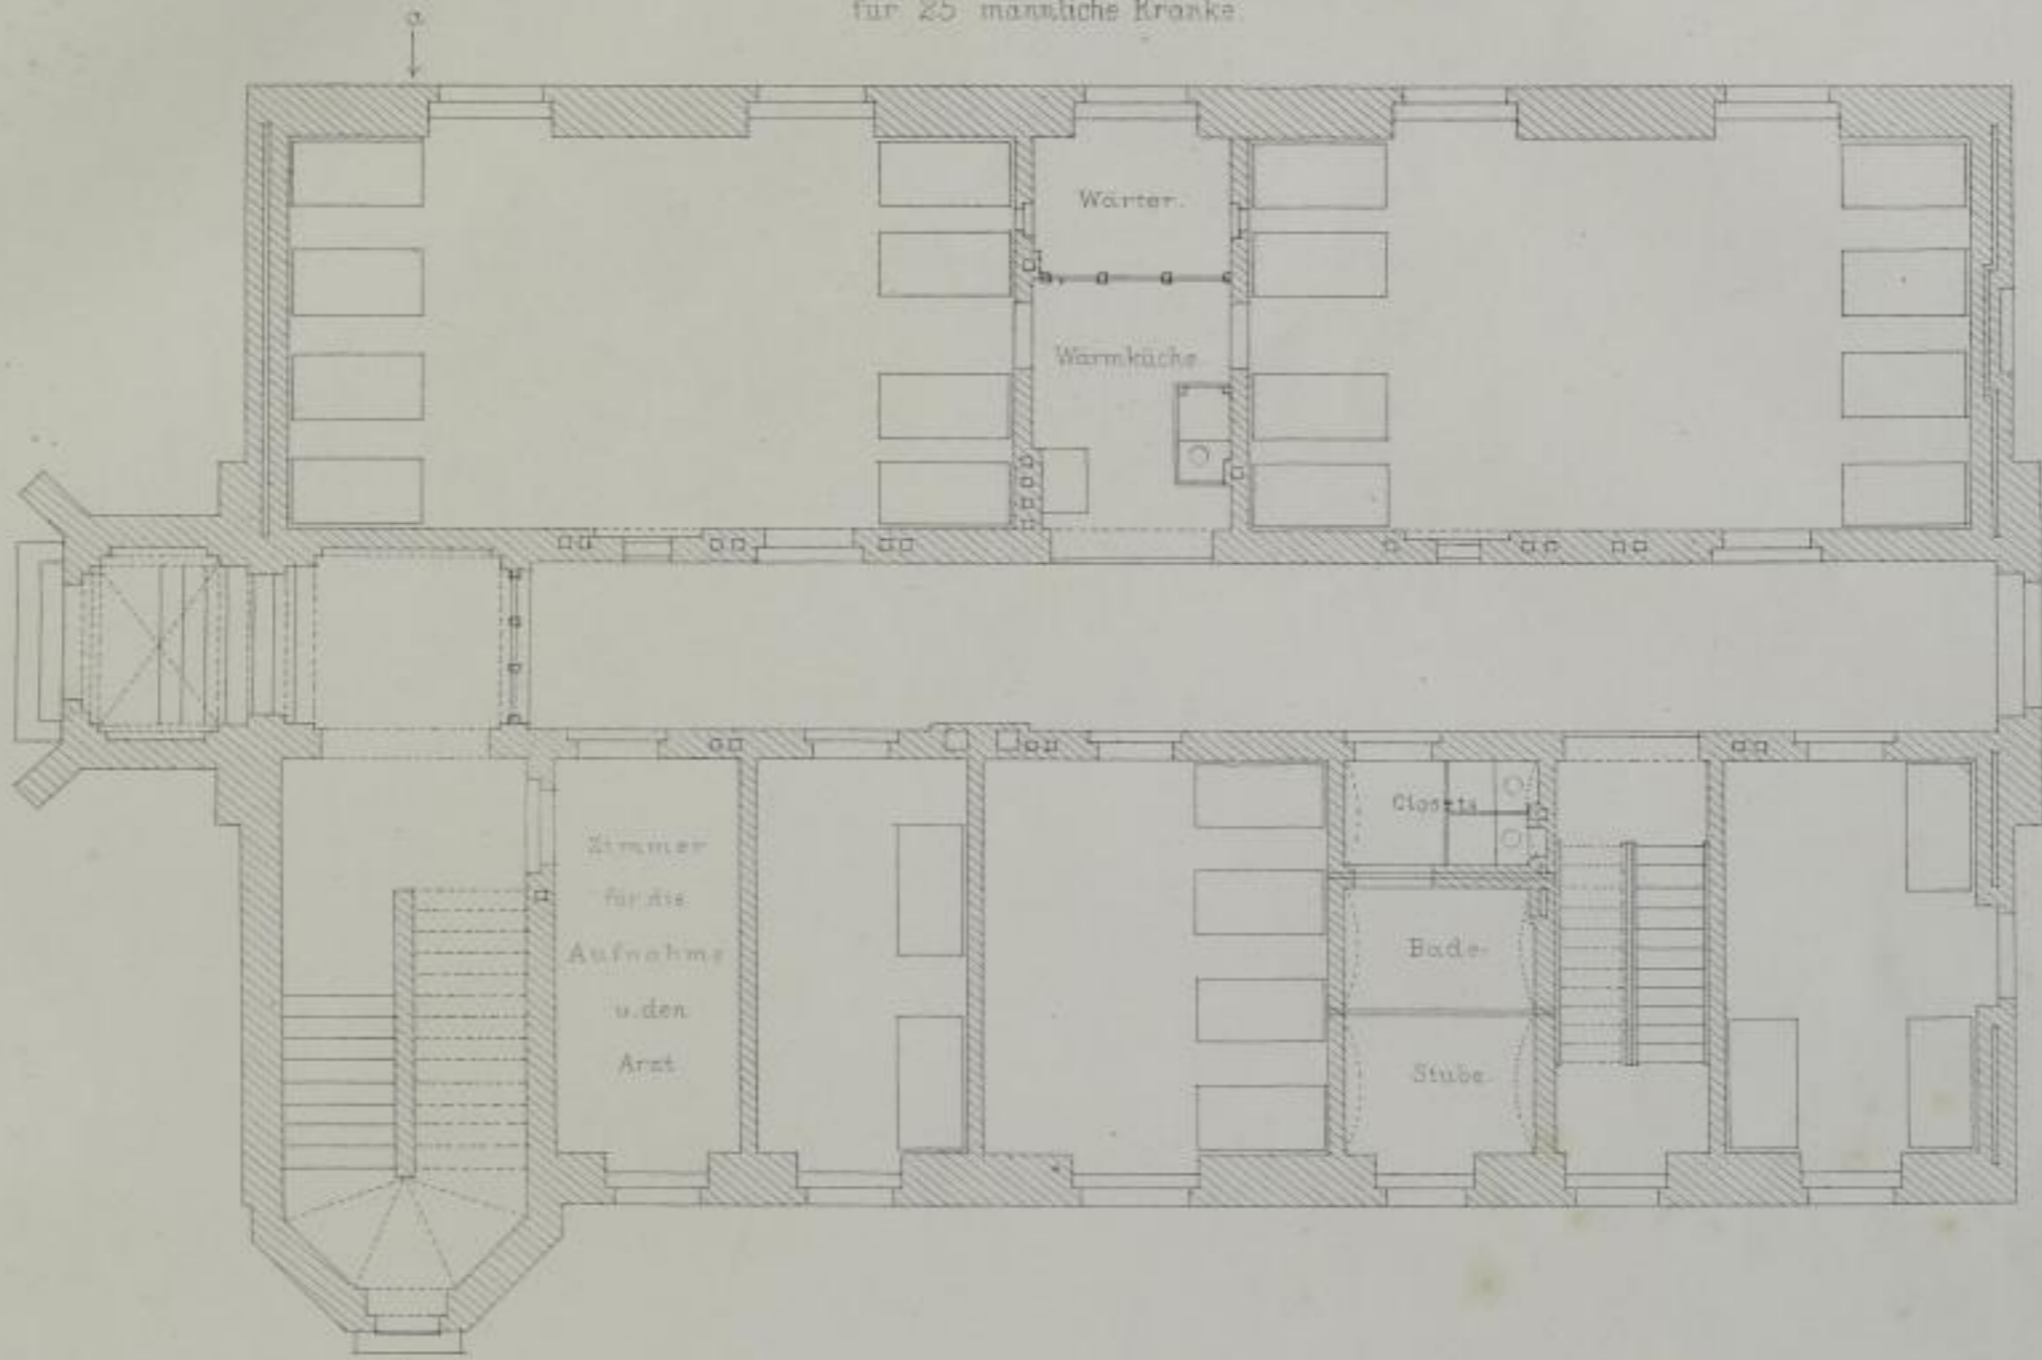 für 25 männliche Kranke.
a
Wärter.
Wärmküche
Zimmer
für die
Aufnahme
u. den
Arzt
Closets
Bade-
Stube.